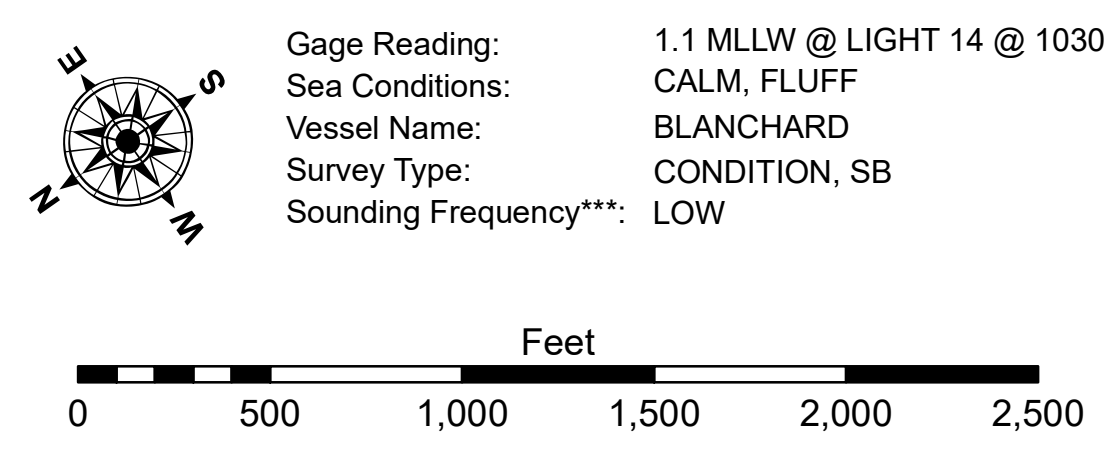 E
S
N
W
Gage Reading: 1.1 MLLW @ LIGHT 14 @ 1030
Sea Conditions: CALM, FLUFF
Vessel Name: BLANCHARD
Survey Type: CONDITION, SB
Sounding Frequency***: LOW
Feet
0 500 1,000 1,500 2,000 2,500